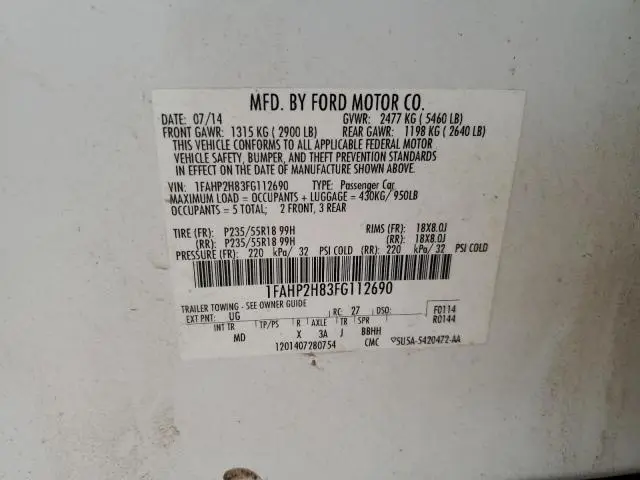 MFD. BY FORD MOTOR CO.
DATE: 07/14 GVWR: 2477 KG ( 5460 LB)
FRONT GAWR: 1315 KG ( 2900 LB) REAR GAWR: 1198 KG ( 2640 LB)
THIS VEHICLE CONFORMS TO ALL APPLICABLE FEDERAL MOTOR
VEHICLE SAFETY, BUMPER, AND THEFT PREVENTION STANDARDS
IN EFFECT ON THE DATE OF MANUFACTURE SHOWN ABOVE.
VIN: 1FAHP2H83FG112690 TYPE: Passenger Car
MAXIMUM LOAD = OCCUPANTS + LUGGAGE = 430KG/ 950LB
OCCUPANTS = 5 TOTAL; 2 FRONT, 3 REAR
TIRE (FR): P235/55R18 99H RIMS (FR): 18X8.0J
(RR): P235/55R18 99H (RR): 18X8.0J
PRESSURE (FR): 220 kPa/ 32 PSI COLD (RR): 220 kPa/ 32 PSI COLD
1FAHP2H83FG112690
TRAILER TOWING - SEE OWNER GUIDE
EXT PNT: UG RC: 27 DSO: F0114
R0144
INT TR TP/PS R AXLE TR SPR
MD X 3A J BBHH
1201407280754 CMC 5U5A-5420472-AA